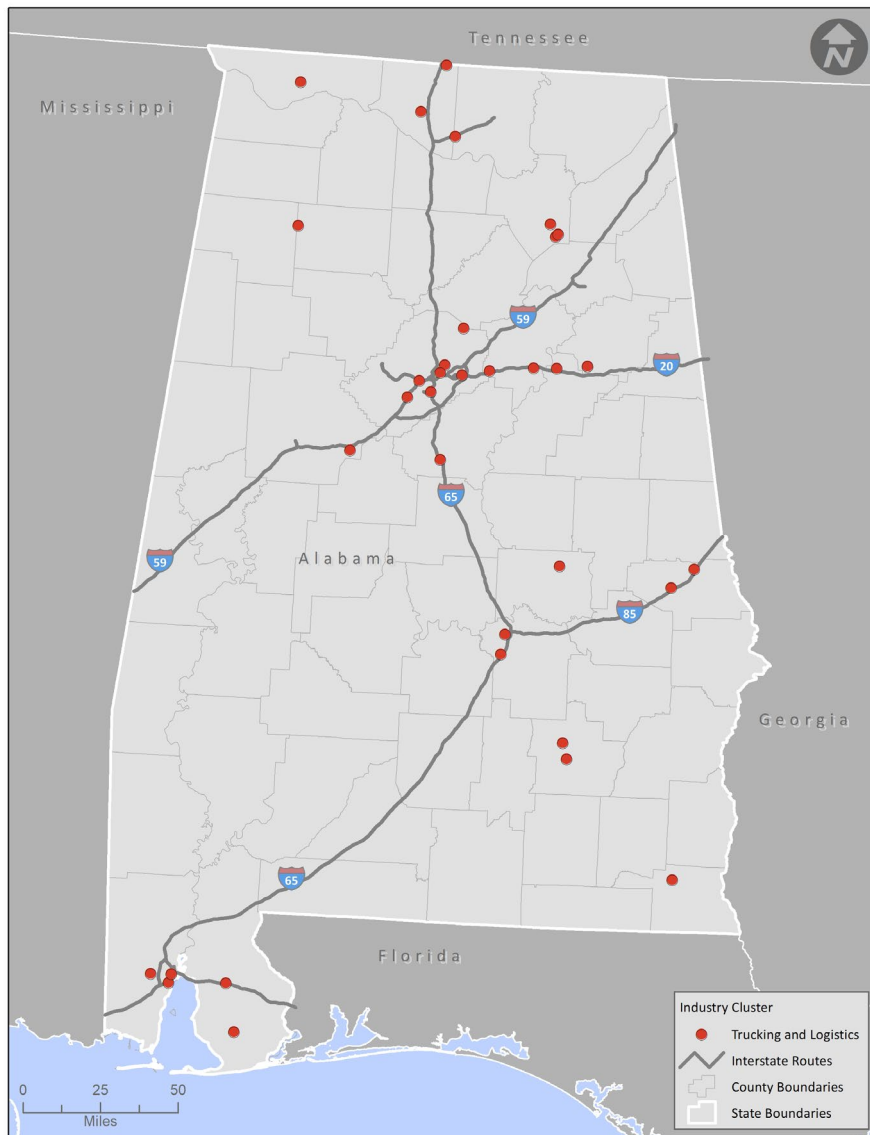 Tennessee
N
Mississippi
59
20
65
Alabama
59
85
Georgia
65
Florida
Industry Cluster
Trucking and Logistics
Interstate Routes
County Boundaries
State Boundaries
0 25 50
Miles